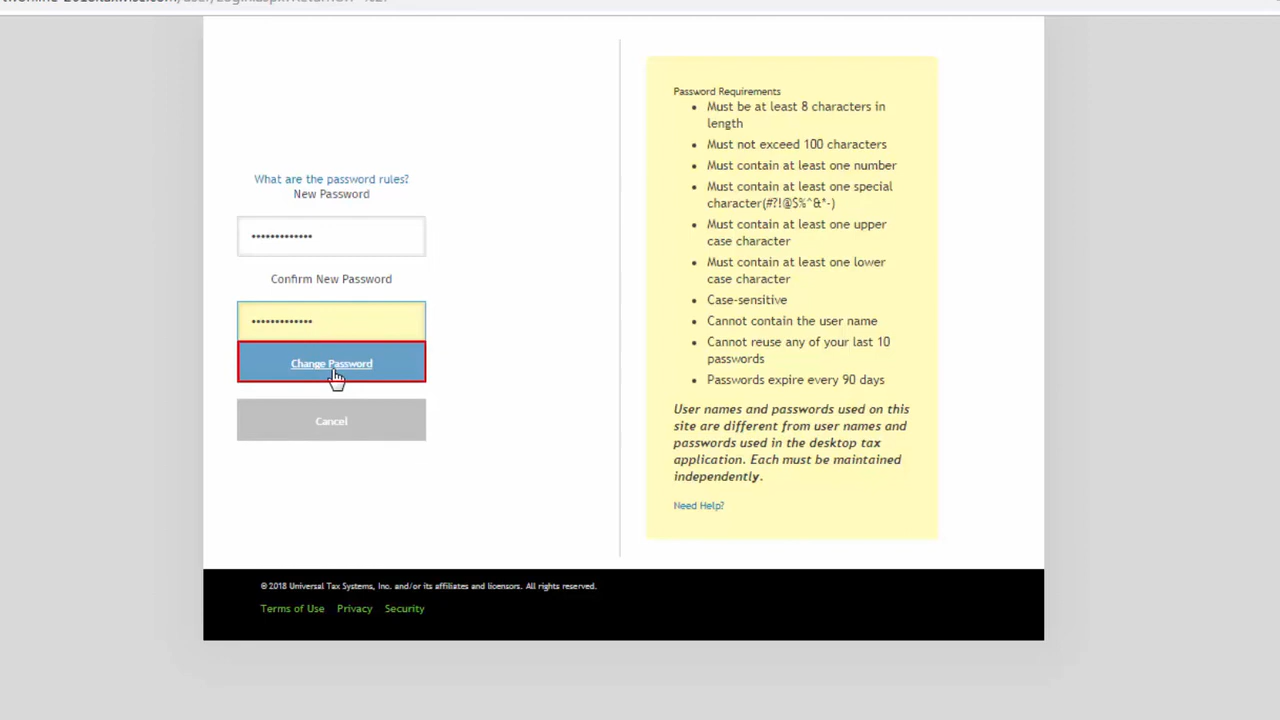 What are the password rules?
New Password
•••••••••••••
Confirm New Password
•••••••••••••
Change Password
Cancel
Password Requirements
• Must be at least 8 characters in
length
• Must not exceed 100 characters
• Must contain at least one number
• Must contain at least one special
character(#?!@$%^&*-)
• Must contain at least one upper
case character
• Must contain at least one lower
case character
• Case-sensitive
• Cannot contain the user name
• Cannot reuse any of your last 10
passwords
• Passwords expire every 90 days
User names and passwords used on this
site are different from user names and
passwords used in the desktop tax
application. Each must be maintained
independently.
Need Help?
© 2018 Universal Tax Systems, Inc. and/or its affiliates and licensors. All rights reserved.
Terms of Use Privacy Security